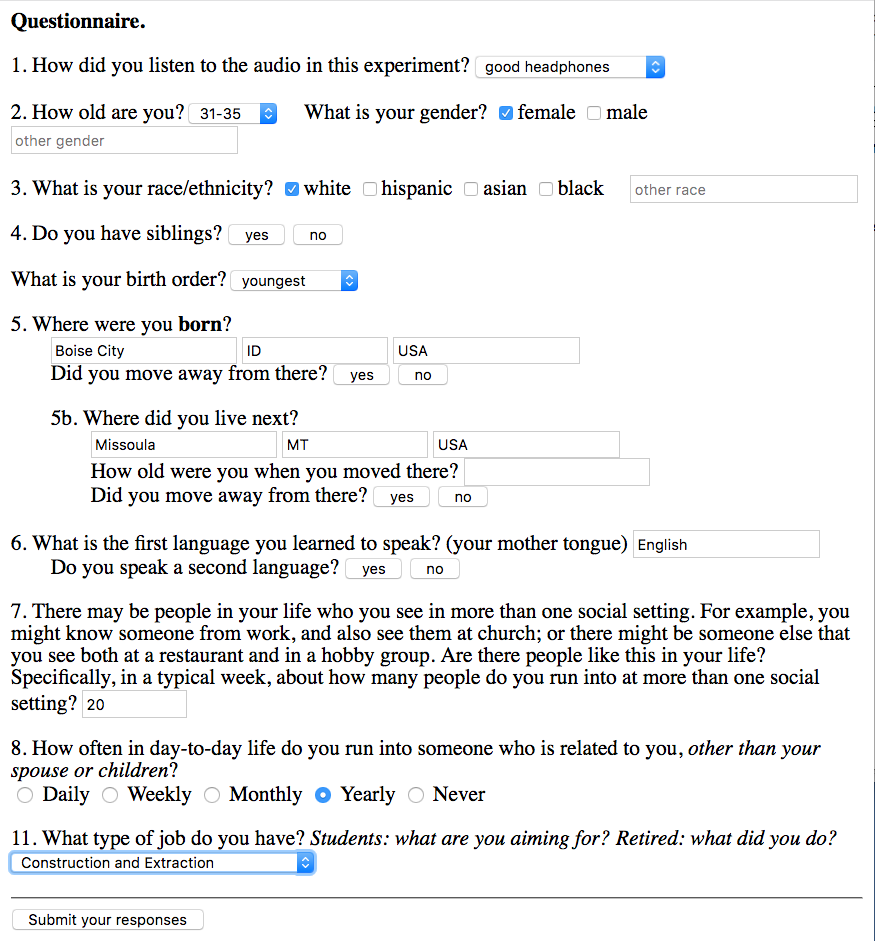 Questionnaire.
1. How did you listen to the audio in this experiment? good headphones
2. How old are you? 31-35 What is your gender? female male
other gender
3. What is your race/ethnicity? white hispanic asian black other race
4. Do you have siblings? yes no
What is your birth order? youngest
5. Where were you born?
Boise City ID USA
Did you move away from there? yes no
5b. Where did you live next?
Missoula MT USA
How old were you when you moved there?
Did you move away from there? yes no
6. What is the first language you learned to speak? (your mother tongue) English
Do you speak a second language? yes no
7. There may be people in your life who you see in more than one social setting. For example, you
might know someone from work, and also see them at church; or there might be someone else that
you see both at a restaurant and in a hobby group. Are there people like this in your life?
Specifically, in a typical week, about how many people do you run into at more than one social
setting? 20
8. How often in day-to-day life do you run into someone who is related to you, other than your
spouse or children?
Daily Weekly Monthly Yearly Never
11. What type of job do you have? Students: what are you aiming for? Retired: what did you do?
Construction and Extraction
Submit your responses